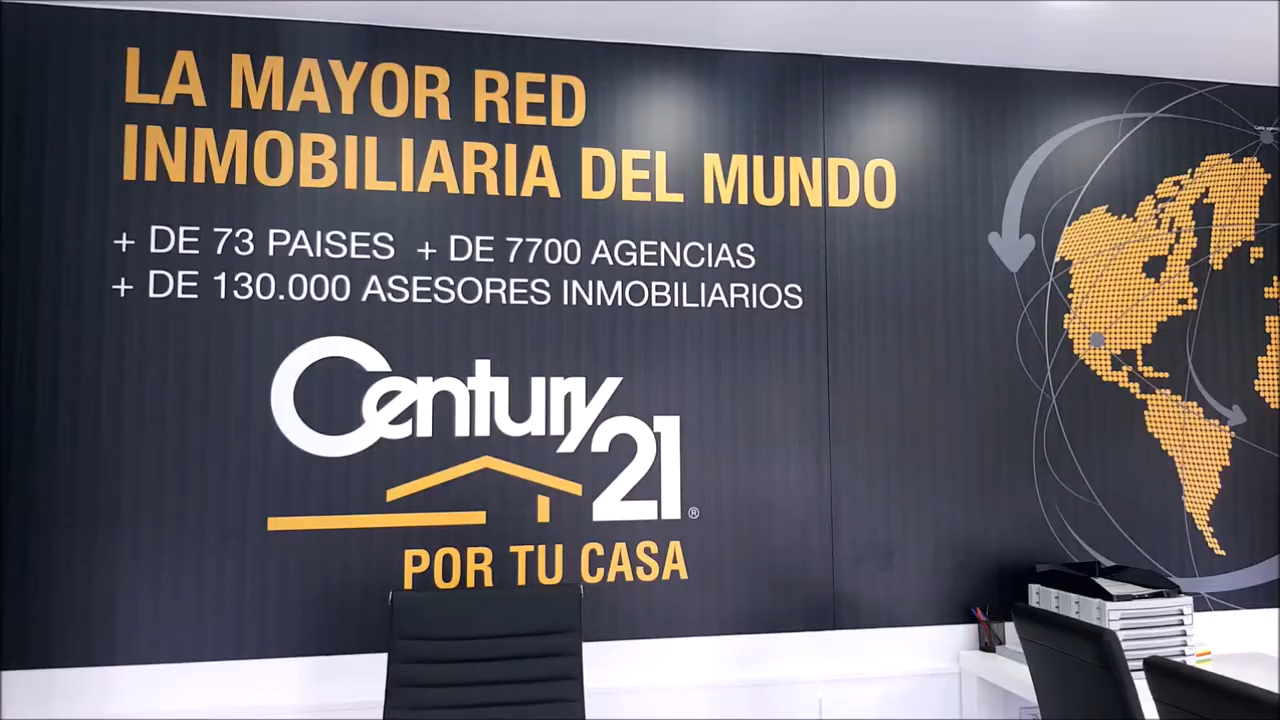 LA MAYOR RED
INMOBILIARIA DEL MUNDO
+ DE 73 PAISES + DE 7700 AGENCIAS
+ DE 130.000 ASESORES INMOBILIARIOS
Century
21®
POR TU CASA